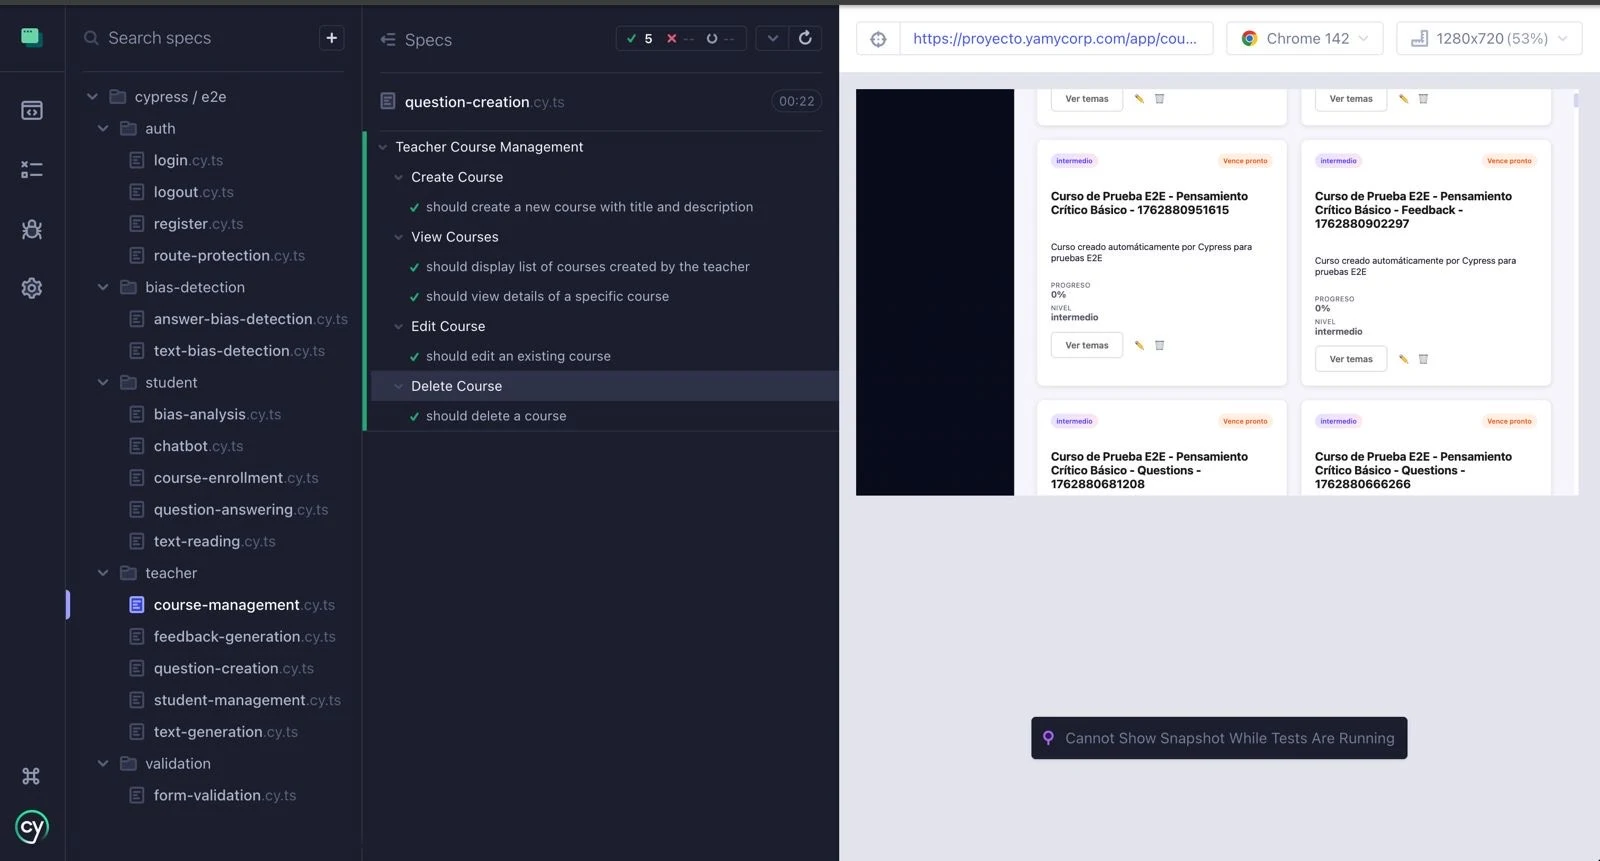 Search specs
+
cypress / e2e
auth
login.cy.ts
logout.cy.ts
register.cy.ts
route-protection.cy.ts
bias-detection
answer-bias-detection.cy.ts
text-bias-detection.cy.ts
student
bias-analysis.cy.ts
chatbot.cy.ts
course-enrollment.cy.ts
question-answering.cy.ts
text-reading.cy.ts
teacher
course-management.cy.ts
feedback-generation.cy.ts
question-creation.cy.ts
student-management.cy.ts
text-generation.cy.ts
validation
form-validation.cy.ts
cy
Specs
5 -- --
question-creation.cy.ts 00:22
Teacher Course Management
Create Course
should create a new course with title and description
View Courses
should display list of courses created by the teacher
should view details of a specific course
Edit Course
should edit an existing course
Delete Course
should delete a course
https://proyecto.yamycorp.com/app/cou...
Chrome 142
1280x720 (53%)
Ver temas
Ver temas
intermedio Vence pronto
Curso de Prueba E2E - Pensamiento
Crítico Básico - 1762880951615
Curso creado automáticamente por Cypress para
pruebas E2E
PROGRESO
0%
NIVEL
intermedio
Ver temas
intermedio Vence pronto
Curso de Prueba E2E - Pensamiento
Crítico Básico - Feedback -
1762880902297
Curso creado automáticamente por Cypress para
pruebas E2E
PROGRESO
0%
NIVEL
intermedio
Ver temas
intermedio Vence pronto
Curso de Prueba E2E - Pensamiento
Crítico Básico - Questions -
1762880681208
intermedio Vence pronto
Curso de Prueba E2E - Pensamiento
Crítico Básico - Questions -
1762880666266
Cannot Show Snapshot While Tests Are Running